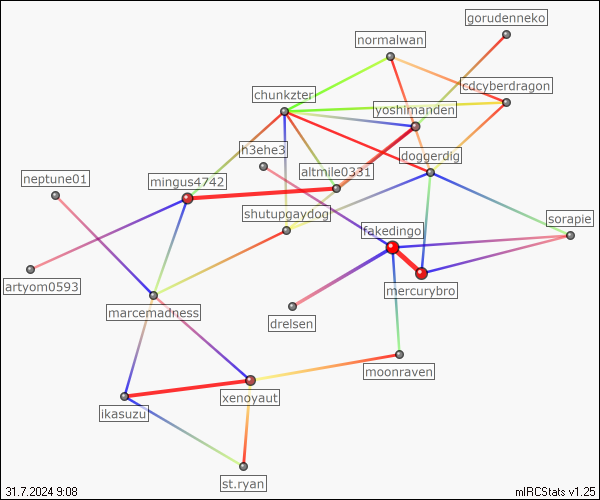 gorudenneko
normalwan
cdcyberdragon
chunkzter
yoshimanden
h3ehe3
doggerdig
altmile0331
neptune01
mingus4742
shutupgaydog
sorapie
fakedingo
artyom0593
mercurybro
marcemadness
drelsen
moonraven
xenoyaut
ikasuzu
st.ryan
31.7.2024 9:08
mIRCStats v1.25